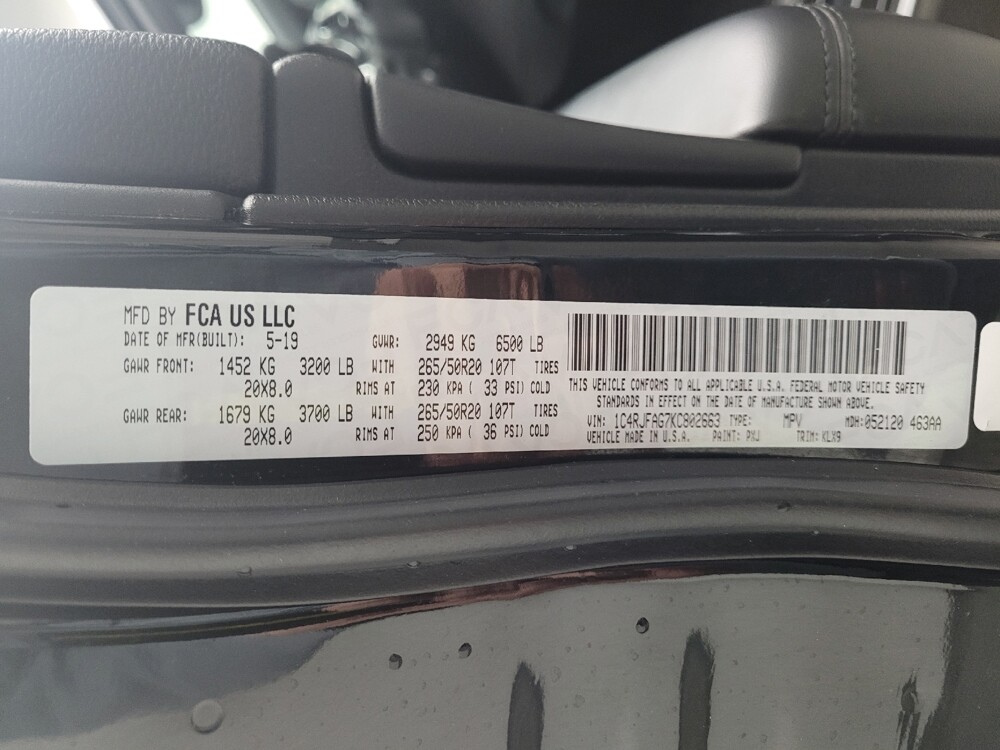 MFD BY FCA US LLC
DATE OF MFR(BUILT): 5-19 GVWR: 2949 KG 6500 LB
GAWR FRONT: 1452 KG 3200 LB WITH 265/50R20 107T TIRES
20X8.0 RIMS AT 230 KPA ( 33 PSI) COLD
GAWR REAR: 1679 KG 3700 LB WITH 265/50R20 107T TIRES
20X8.0 RIMS AT 250 KPA ( 36 PSI) COLD
THIS VEHICLE CONFORMS TO ALL APPLICABLE U.S.A. FEDERAL MOTOR VEHICLE SAFETY
STANDARDS IN EFFECT ON THE DATE OF MANUFACTURE SHOWN ABOVE.
VIN: 1C4RJFAG7KC802663 TYPE: MPV MDH: 052120 463AA
VEHICLE MADE IN U.S.A. PAINT: PXJ TRIM: KLX9